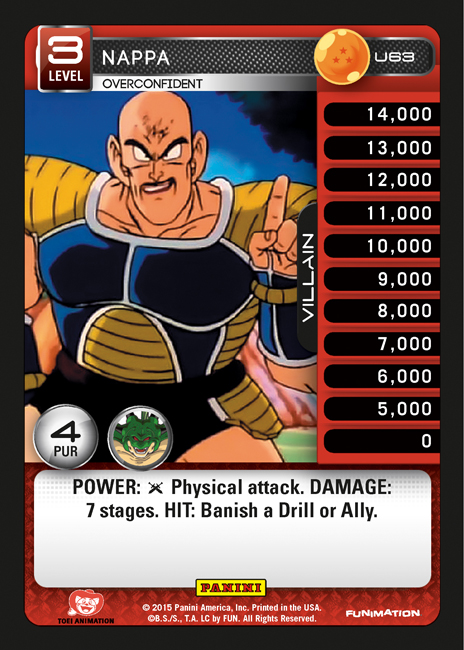 3
LEVEL
NAPPA
U63
OVERCONFIDENT
14,000
13,000
12,000
11,000
10,000
9,000
8,000
7,000
6,000
5,000
0
VILLAIN
4
PUR
POWER: Physical attack. DAMAGE:
7 stages. HIT: Banish a Drill or Ally.
PANINI
TOEI ANIMATION
© 2015 Panini America, Inc. Printed in the USA.
©B.S./S., T.A. LC by FUN. All Rights Reserved.
FUNIMATION